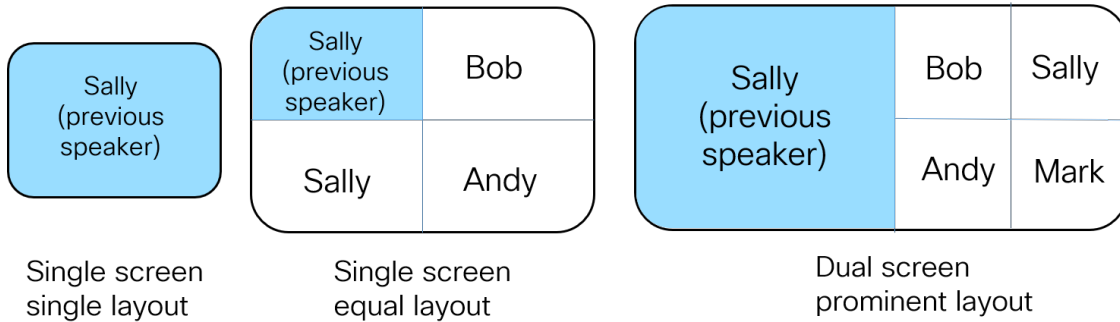 Sally
(previous
speaker)
Sally
(previous
speaker)
Bob
Sally
Andy
Sally
(previous
speaker)
Bob
Sally
Andy
Mark
Single screen
single layout
Single screen
equal layout
Dual screen
prominent layout